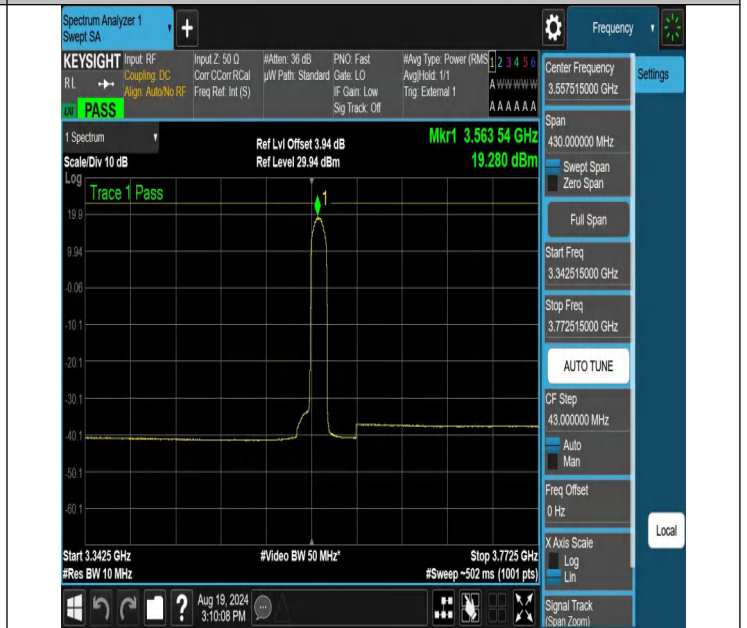 Spectrum Analyzer 1
Swept SA
+
Frequency
KEYSIGHT
RL
PASS
Input: RF
Coupling: DC
Align: Auto/No RF
Input Z: 50 Ω
Corr CCorr RCal
Freq Ref: Int (S)
#Atten: 36 dB
µW Path: Standard
PNO: Fast
Gate: LO
IF Gain: Low
Sig Track: Off
#Avg Type: Power (RMS
Avg|Hold: 1/1
Trig: External 1
1 2 3 4 5 6
A W W W W W
A A A A A A
1 Spectrum
Scale/Div 10 dB
Ref Lvl Offset 3.94 dB
Ref Level 29.94 dBm
Mkr1 3.563 54 GHz
19.280 dBm
Log
Trace 1 Pass
1
19.9
9.94
-0.06
-10.1
-20.1
-30.1
-40.1
-50.1
-60.1
Start 3.3425 GHz
#Res BW 10 MHz
#Video BW 50 MHz*
Stop 3.7725 GHz
#Sweep ~502 ms (1001 pts)
Center Frequency
3.557515000 GHz
Settings
Span
430.000000 MHz
Swept Span
Zero Span
Full Span
Start Freq
3.342515000 GHz
Stop Freq
3.772515000 GHz
AUTO TUNE
CF Step
43.000000 MHz
Auto
Man
Freq Offset
0 Hz
Local
X Axis Scale
Log
Lin
Signal Track
(Span Zoom)
?
Aug 19, 2024
3:10:08 PM